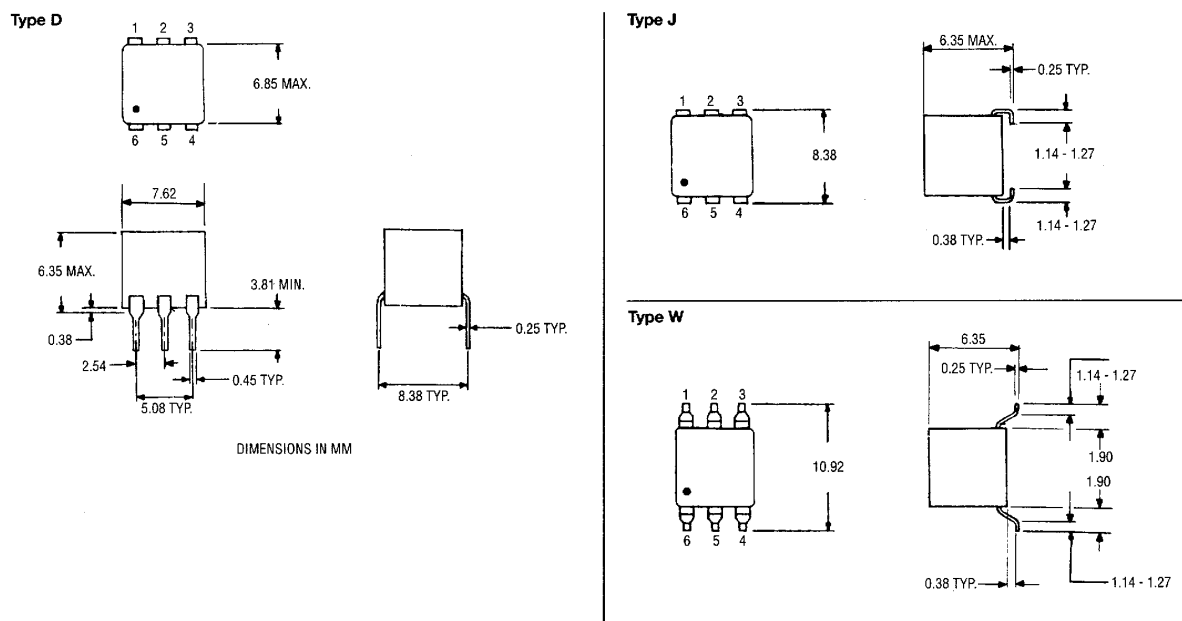 Type D
1 2 3
6.85 MAX.
6 5 4
7.62
6.35 MAX.
3.81 MIN.
0.38
2.54
0.45 TYP.
5.08 TYP.
0.25 TYP.
8.38 TYP.
DIMENSIONS IN MM
Type J
6.35 MAX.
0.25 TYP.
1 2 3
8.38
1.14 - 1.27
6 5 4
1.14 - 1.27
0.38 TYP.
Type W
6.35
0.25 TYP.
1.14 - 1.27
1 2 3
10.92
1.90
1.90
6 5 4
0.38 TYP.
1.14 - 1.27